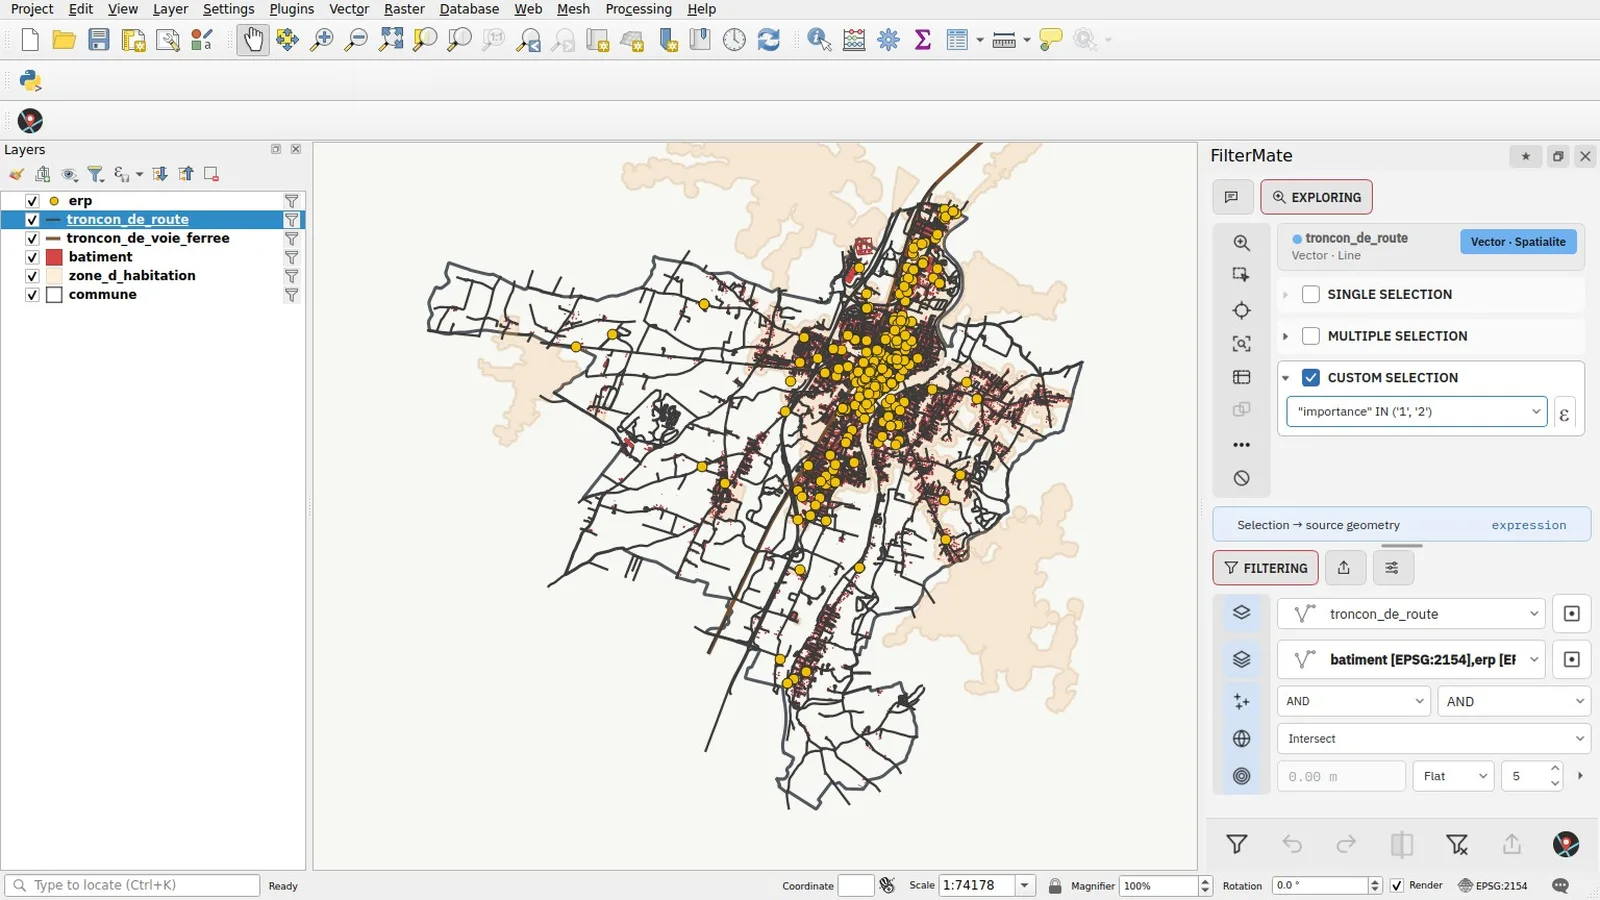 Project Edit View Layer Settings Plugins Vector Raster Database Web Mesh Processing Help
Layers
erp
troncon_de_route
troncon_de_voie_ferree
batiment
zone_d_habitation
commune
FilterMate
EXPLORING
troncon_de_route
Vector · Line
Vector · Spatialite
SINGLE SELECTION
MULTIPLE SELECTION
CUSTOM SELECTION
"importance" IN ('1', '2')
ε
Selection → source geometry expression
FILTERING
troncon_de_route
batiment [EPSG:2154],erp [EF
AND AND
Intersect
0.00 m Flat 5
Type to locate (Ctrl+K) Ready Coordinate Scale 1:74178 Magnifier 100% Rotation 0.0 ° Render EPSG:2154